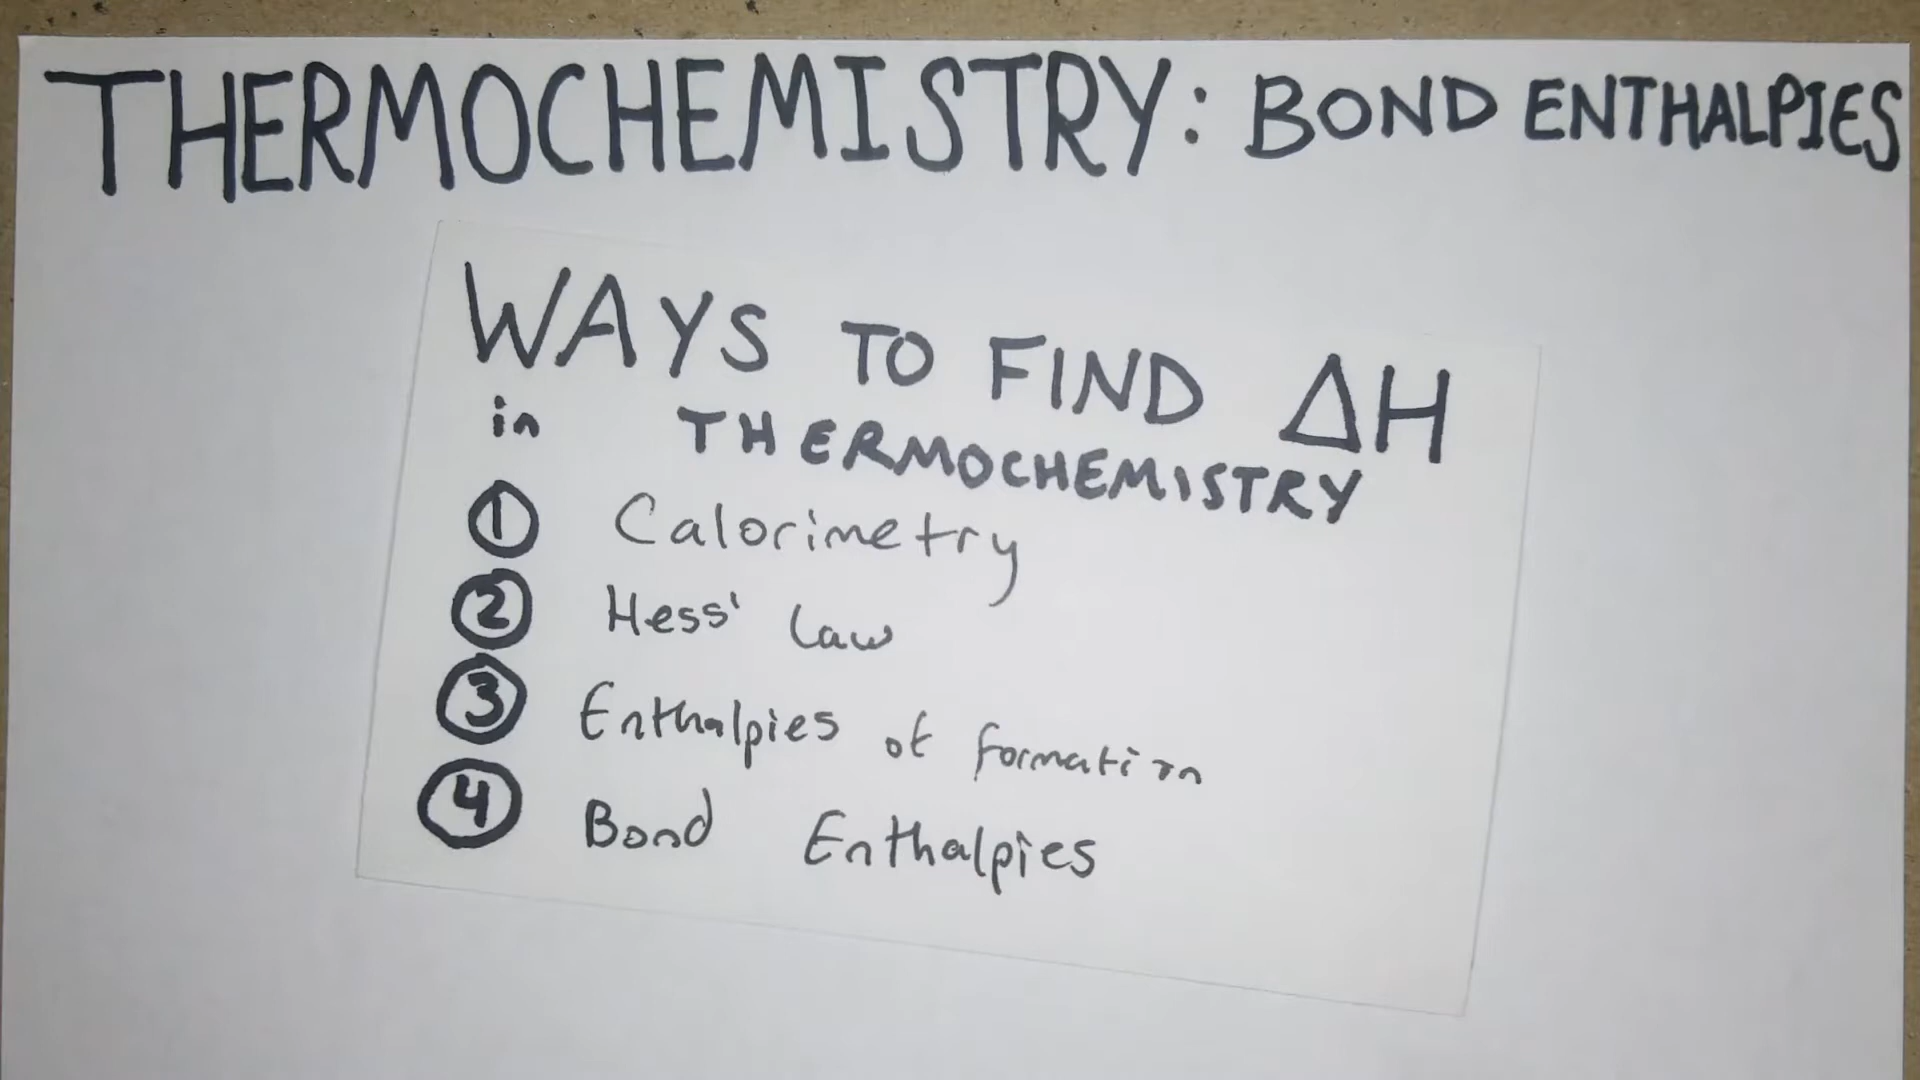 THERMOCHEMISTRY: BOND ENTHALPIES
WAYS TO FIND ΔH
in THERMOCHEMISTRY
① Calorimetry
② Hess' Law
③ Enthalpies of formation
④ Bond Enthalpies